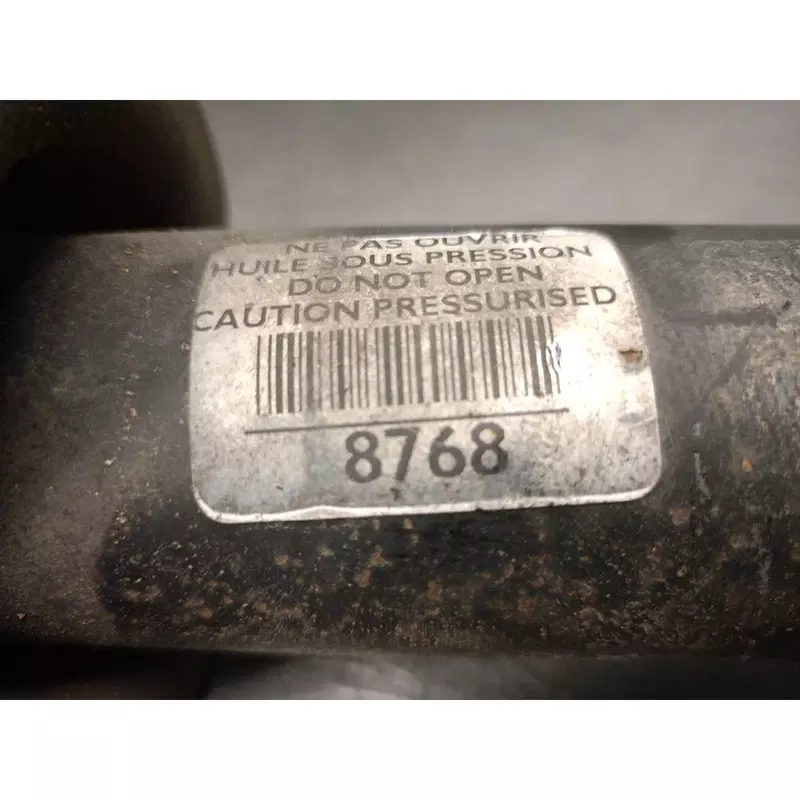 NE PAS OUVRIR
HUILE SOUS PRESSION
DO NOT OPEN
CAUTION PRESSURISED
8768